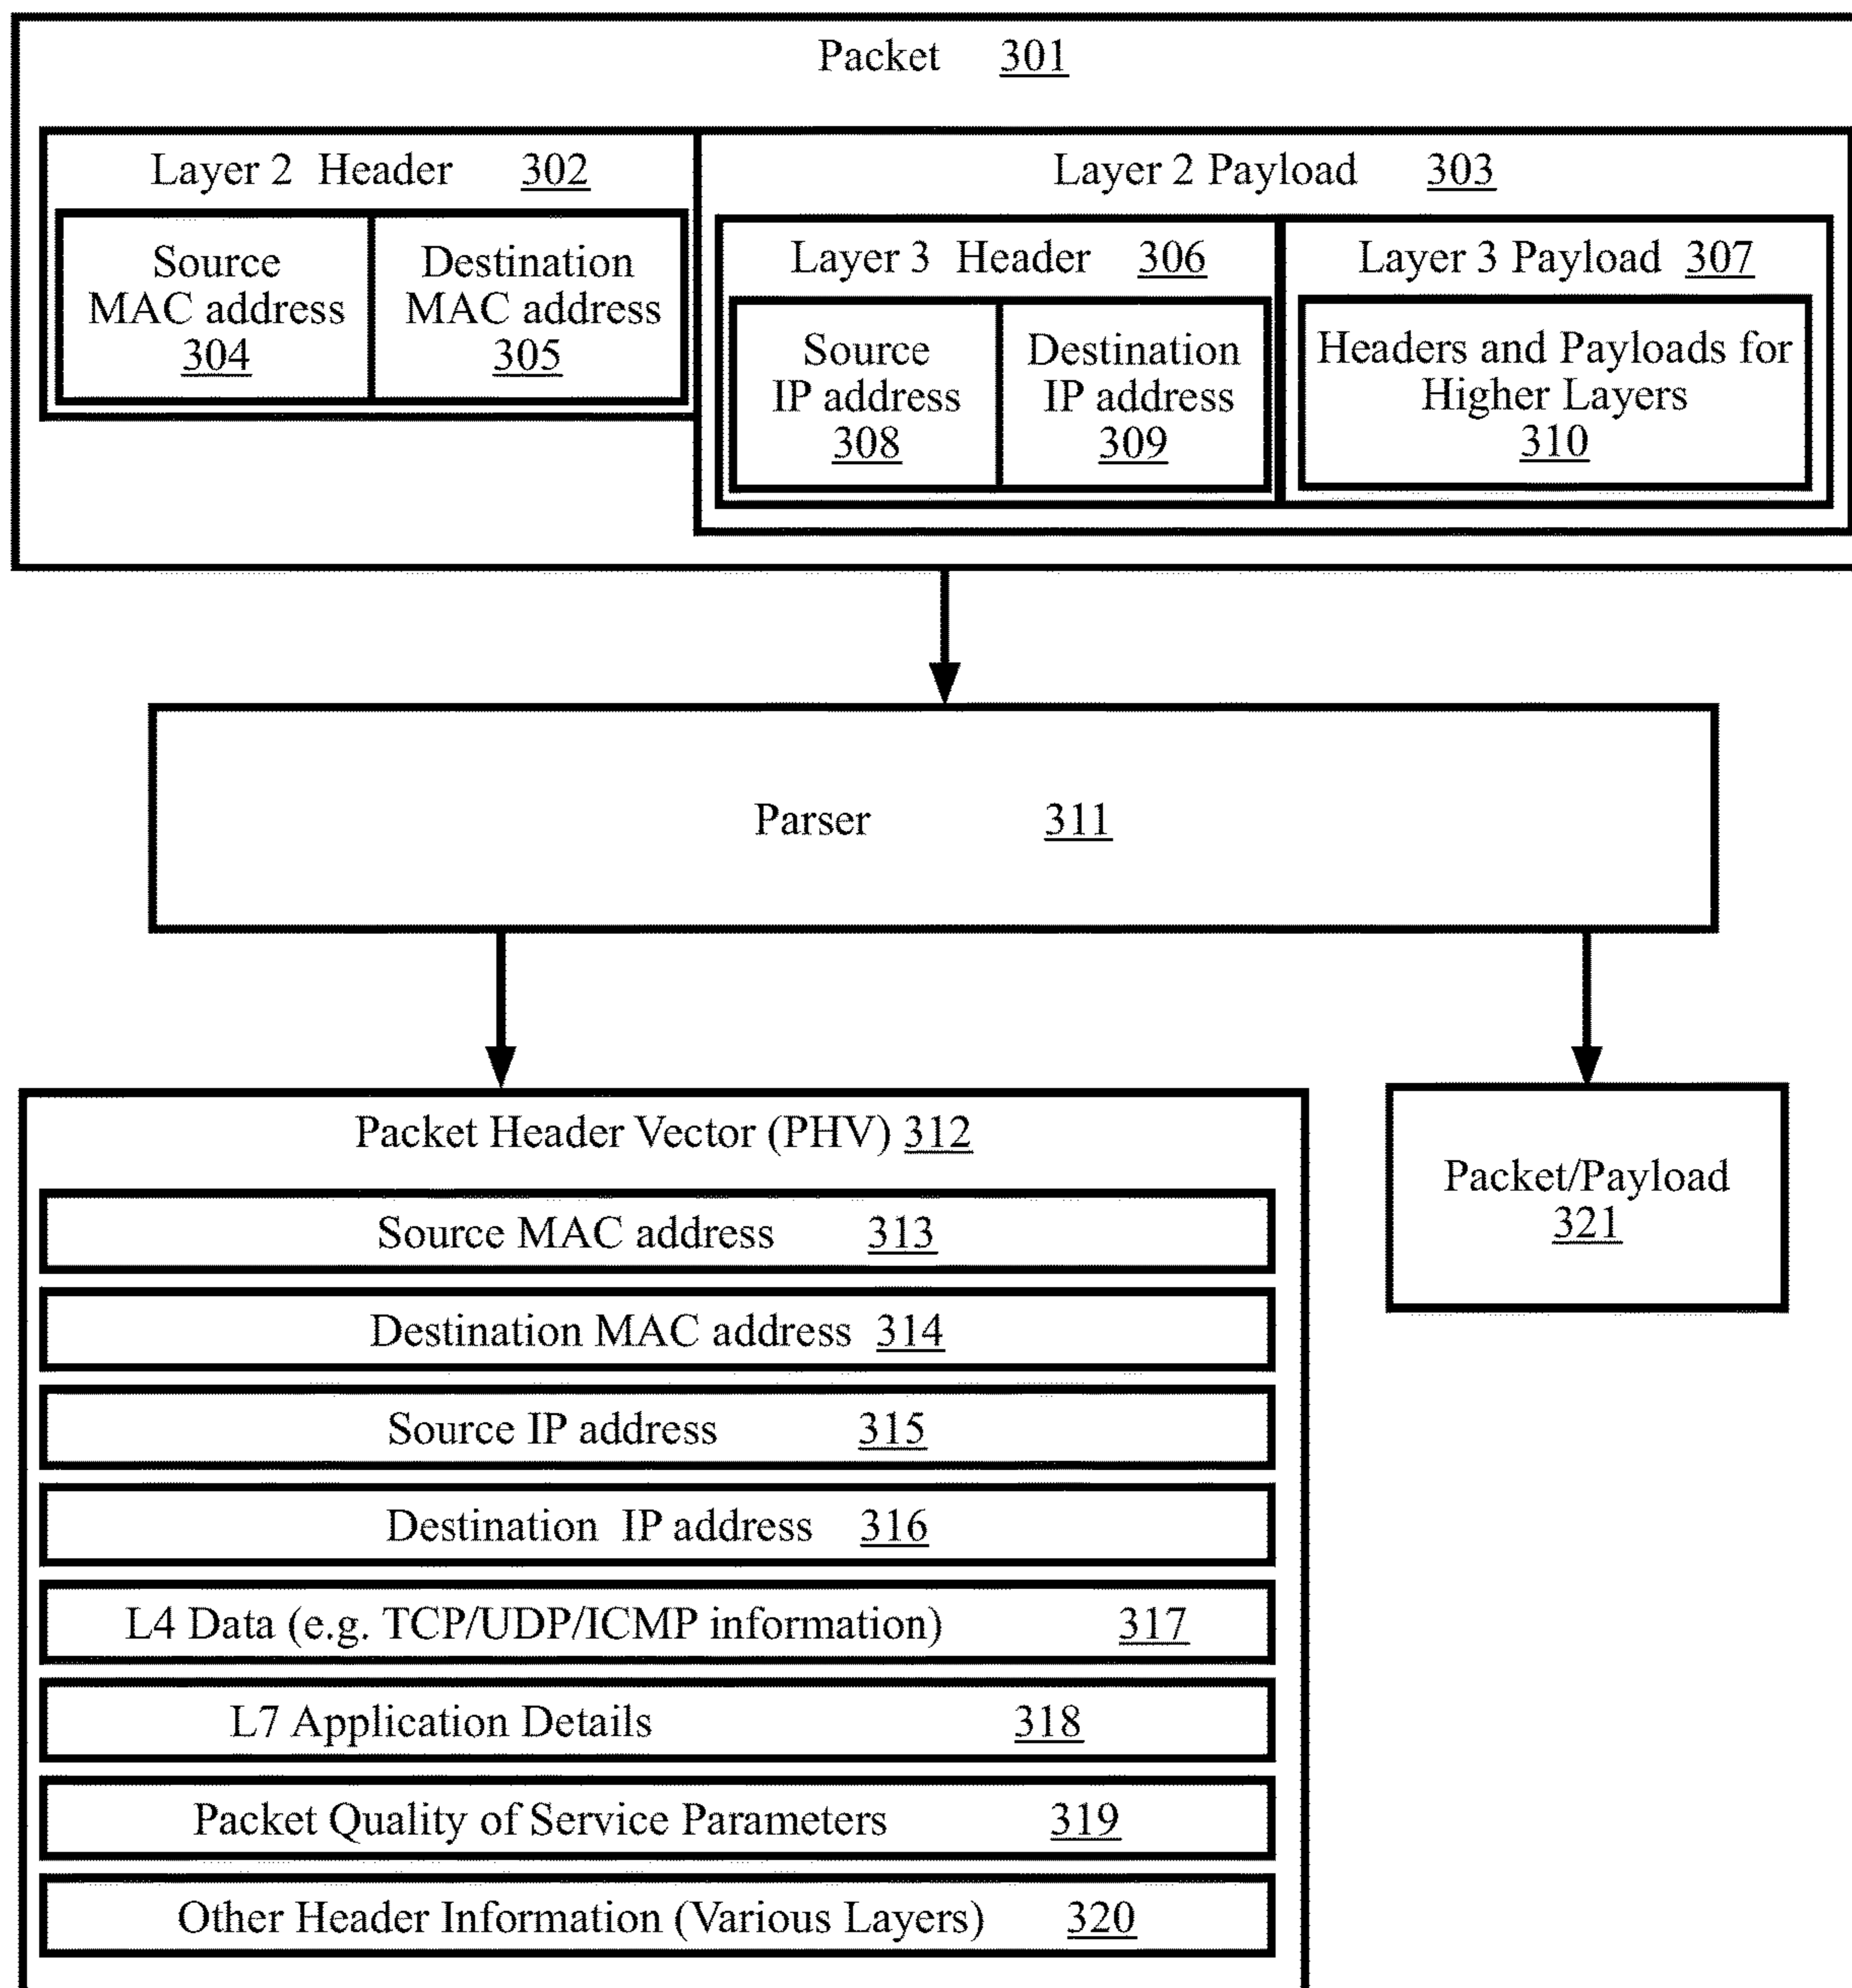 Packet 301
Layer 2 Header 302
Source
MAC address
304
Destination
MAC address
305
Layer 2 Payload 303
Layer 3 Header 306
Source
IP address
308
Destination
IP address
309
Layer 3 Payload 307
Headers and Payloads for
Higher Layers
310
Parser 311
Packet Header Vector (PHV) 312
Source MAC address 313
Destination MAC address 314
Source IP address 315
Destination IP address 316
L4 Data (e.g. TCP/UDP/ICMP information) 317
L7 Application Details 318
Packet Quality of Service Parameters 319
Other Header Information (Various Layers) 320
Packet/Payload
321